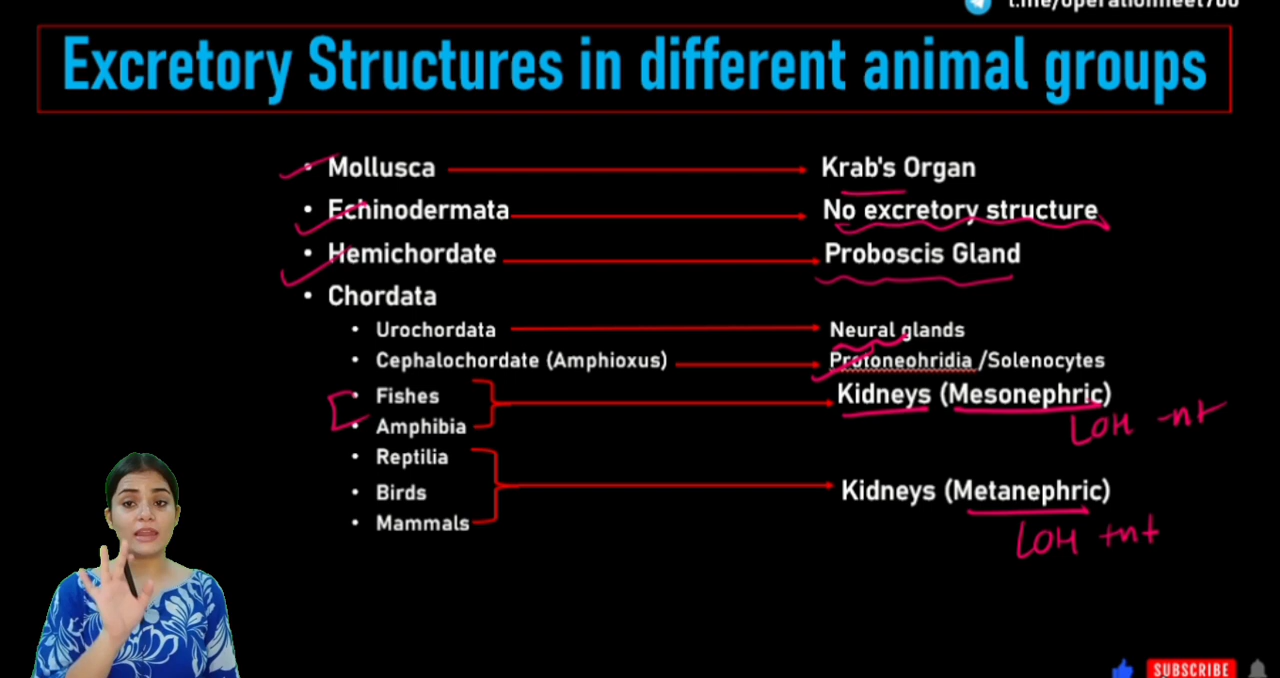 Excretory Structures in different animal groups
• Mollusca Krab's Organ
• Echinodermata No excretory structure
• Hemichordate Proboscis Gland
• Chordata
• Urochordata Neural glands
• Cephalochordate (Amphioxus) Protoneohridia /Solenocytes
• Fishes Kidneys (Mesonephric)
LOH -nt
• Amphibia
• Reptilia
• Birds Kidneys (Metanephric)
• Mammals
LOH +nt
SUBSCRIBE